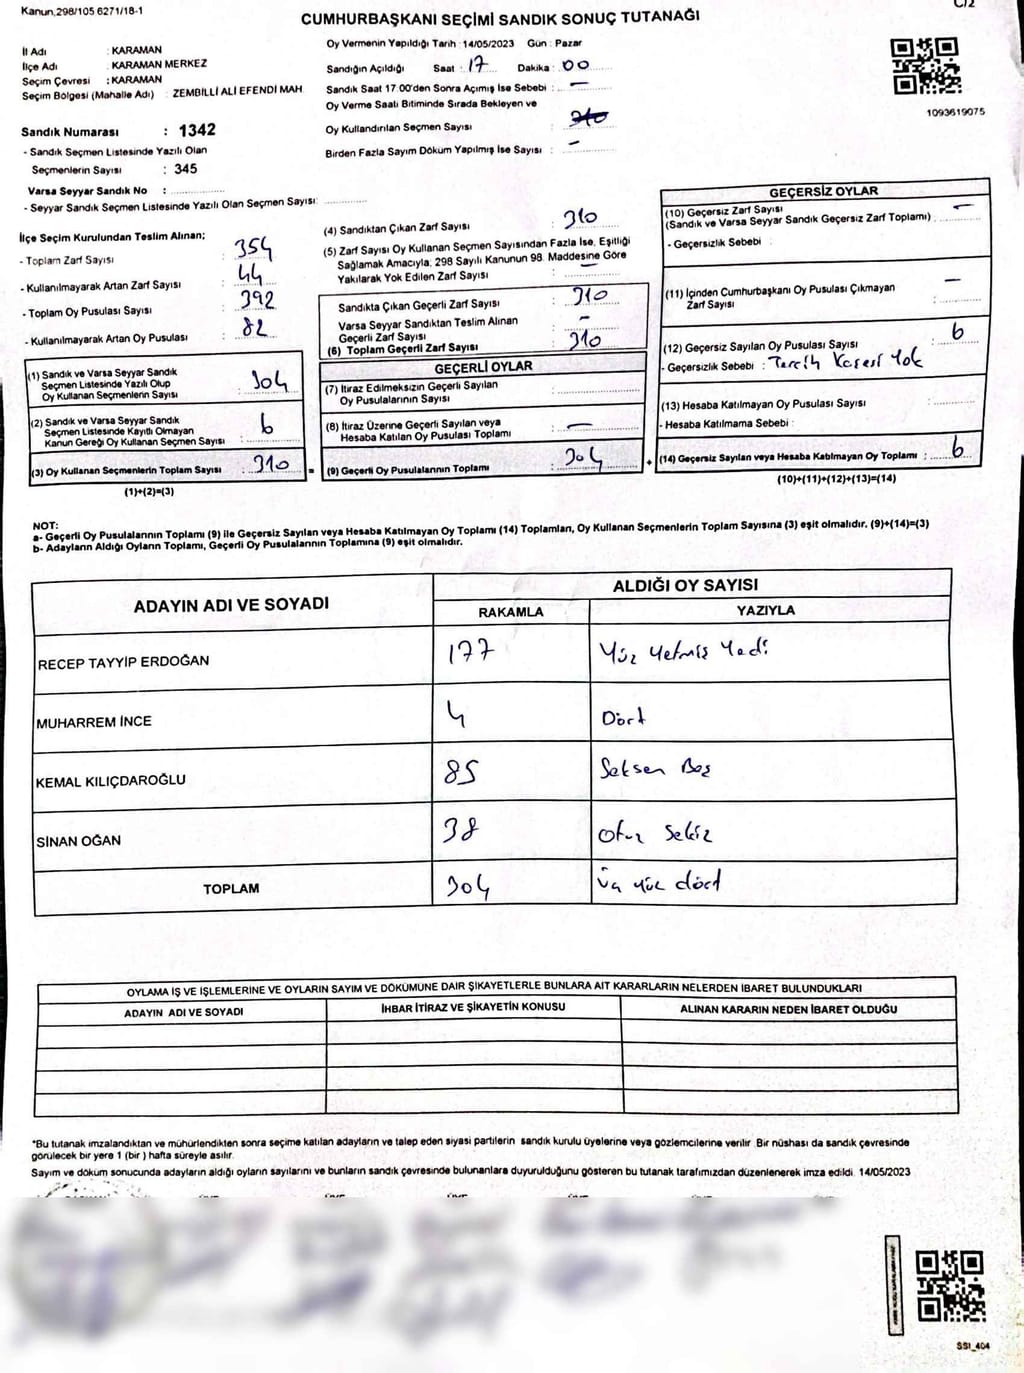 Kanun,298/105 6271/18-1
C/2
CUMHURBAŞKANI SEÇİMİ SANDIK SONUÇ TUTANAĞI
İl Adı : KARAMAN
İlçe Adı : KARAMAN MERKEZ
Seçim Çevresi : KARAMAN
Seçim Bölgesi (Mahalle Adı) : ZEMBİLLİ ALİ EFENDİ MAH
Sandık Numarası : 1342
- Sandık Seçmen Listesinde Yazılı Olan
Seçmenlerin Sayısı : 345
Varsa Seyyar Sandık No :
- Seyyar Sandık Seçmen Listesinde Yazılı Olan Seçmen Sayısı:
Oy Vermenin Yapıldığı Tarih : 14/05/2023 Gün : Pazar
Sandığın Açıldığı Saat : 17 Dakika : 00
Sandık Saat 17.00'den Sonra Açımış İse Sebebi : -
Oy Verme Saati Bitiminde Sırada Bekleyen ve
Oy Kullandırılan Seçmen Sayısı : 310
Birden Fazla Sayım Döküm Yapılmış İse Sayısı : -
1093619075
İlçe Seçim Kurulundan Teslim Alınan;
- Toplam Zarf Sayısı : 354
- Kullanılmayarak Artan Zarf Sayısı : 44
- Toplam Oy Pusulası Sayısı : 392
- Kullanılmayarak Artan Oy Pusulası : 82
(1) Sandık ve Varsa Seyyar Sandık
Seçmen Listesinde Yazılı Olup
Oy Kullanan Seçmenlerin Sayısı : 304
(2) Sandık ve Varsa Seyyar Sandık
Seçmen Listesinde Kayıtlı Olmayan
Kanun Gereği Oy Kullanan Seçmen Sayısı : 6
(3) Oy Kullanan Seçmenlerin Toplam Sayısı : 310
(1)+(2)=(3)
(4) Sandıktan Çıkan Zarf Sayısı : 310
(5) Zarf Sayısı Oy Kullanan Seçmen Sayısından Fazla İse, Eşitliği
Sağlamak Amacıyla; 298 Sayılı Kanunun 98. Maddesine Göre
Yakılarak Yok Edilen Zarf Sayısı : -
Sandıkta Çıkan Geçerli Zarf Sayısı : 310
Varsa Seyyar Sandıktan Teslim Alınan
Geçerli Zarf Sayısı : -
(6) Toplam Geçerli Zarf Sayısı : 310
GEÇERLİ OYLAR
(7) İtiraz Edilmeksizin Geçerli Sayılan
Oy Pusulalarının Sayısı :
(8) İtiraz Üzerine Geçerli Sayılan veya
Hesaba Katılan Oy Pusulası Toplamı : -
(9) Geçerli Oy Pusulalarının Toplamı : 304
=
+
GEÇERSİZ OYLAR
(10) Geçersiz Zarf Sayısı
(Sandık ve Varsa Seyyar Sandık Geçersiz Zarf Toplamı) : -
- Geçersizlik Sebebi :
(11) İçinden Cumhurbaşkanı Oy Pusulası Çıkmayan
Zarf Sayısı : -
(12) Geçersiz Sayılan Oy Pusulası Sayısı : 6
- Geçersizlik Sebebi : Tercih Kaşesi Yok
(13) Hesaba Katılmayan Oy Pusulası Sayısı :
- Hesaba Katılmama Sebebi :
(14) Geçersiz Sayılan veya Hesaba Katılmayan Oy Toplamı : 6
(10)+(11)+(12)+(13)=(14)
NOT:
a- Geçerli Oy Pusulalarının Toplamı (9) ile Geçersiz Sayılan veya Hesaba Katılmayan Oy Toplamı (14) Toplamları, Oy Kullanan Seçmenlerin Toplam Sayısına (3) eşit olmalıdır. (9)+(14)=(3)
b- Adayların Aldığı Oyların Toplamı, Geçerli Oy Pusulalarının Toplamına (9) eşit olmalıdır.
ADAYIN ADI VE SOYADI
ALDIĞI OY SAYISI
RAKAMLA YAZIYLA
RECEP TAYYİP ERDOĞAN 177 Yüz Yetmiş Yedi
MUHARREM İNCE 4 Dört
KEMAL KILIÇDAROĞLU 85 Seksen Beş
SİNAN OĞAN 38 Otuz Sekiz
TOPLAM 304 Üç Yüz dört
OYLAMA İŞ VE İŞLEMLERİNE VE OYLARIN SAYIM VE DÖKÜMÜNE DAİR ŞİKAYETLERLE BUNLARA AİT KARARLARIN NELERDEN İBARET BULUNDUKLARI
ADAYIN ADI VE SOYADI İHBAR İTİRAZ VE ŞİKAYETİN KONUSU ALINAN KARARIN NEDEN İBARET OLDUĞU
*Bu tutanak imzalandıktan ve mühürlendikten sonra seçime katılan adayların ve talep eden siyasi partilerin sandık kurulu üyelerine veya gözlemcilerine verilir. Bir nüshası da sandık çevresinde
görülecek bir yere 1 (bir ) hafta süreyle asılır.
Sayım ve döküm sonucunda adayların aldığı oyların sayılarını ve bunların sandık çevresinde bulunanlara duyurulduğunu gösteren bu tutanak tarafımızdan düzenlenerek imza edildi. 14/05/2023
SSI_404